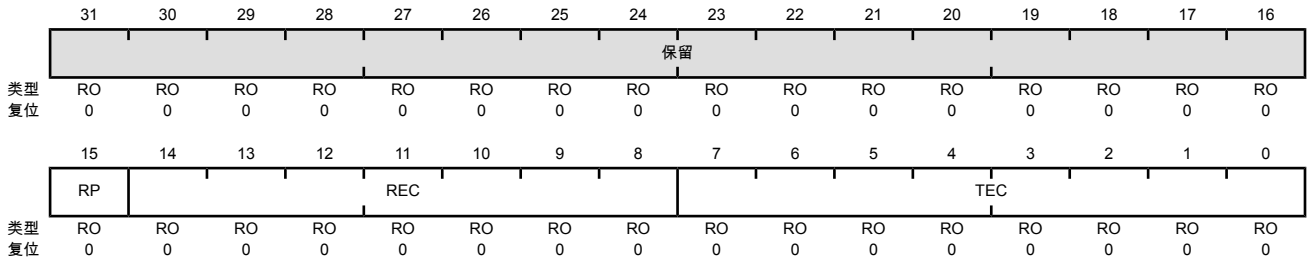 31 30 29 28 27 26 25 24 23 22 21 20 19 18 17 16
保留
类型 RO RO RO RO RO RO RO RO RO RO RO RO RO RO RO RO
复位 0 0 0 0 0 0 0 0 0 0 0 0 0 0 0 0
15 14 13 12 11 10 9 8 7 6 5 4 3 2 1 0
RP REC TEC
类型 RO RO RO RO RO RO RO RO RO RO RO RO RO RO RO RO
复位 0 0 0 0 0 0 0 0 0 0 0 0 0 0 0 0